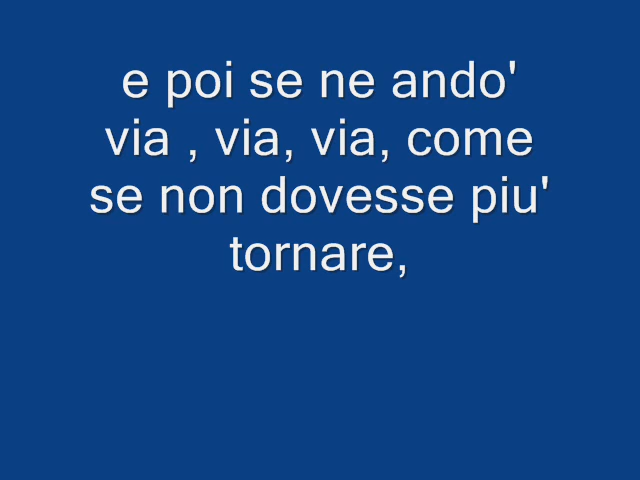 e poi se ne ando'
via , via, via, come
se non dovesse piu'
tornare,